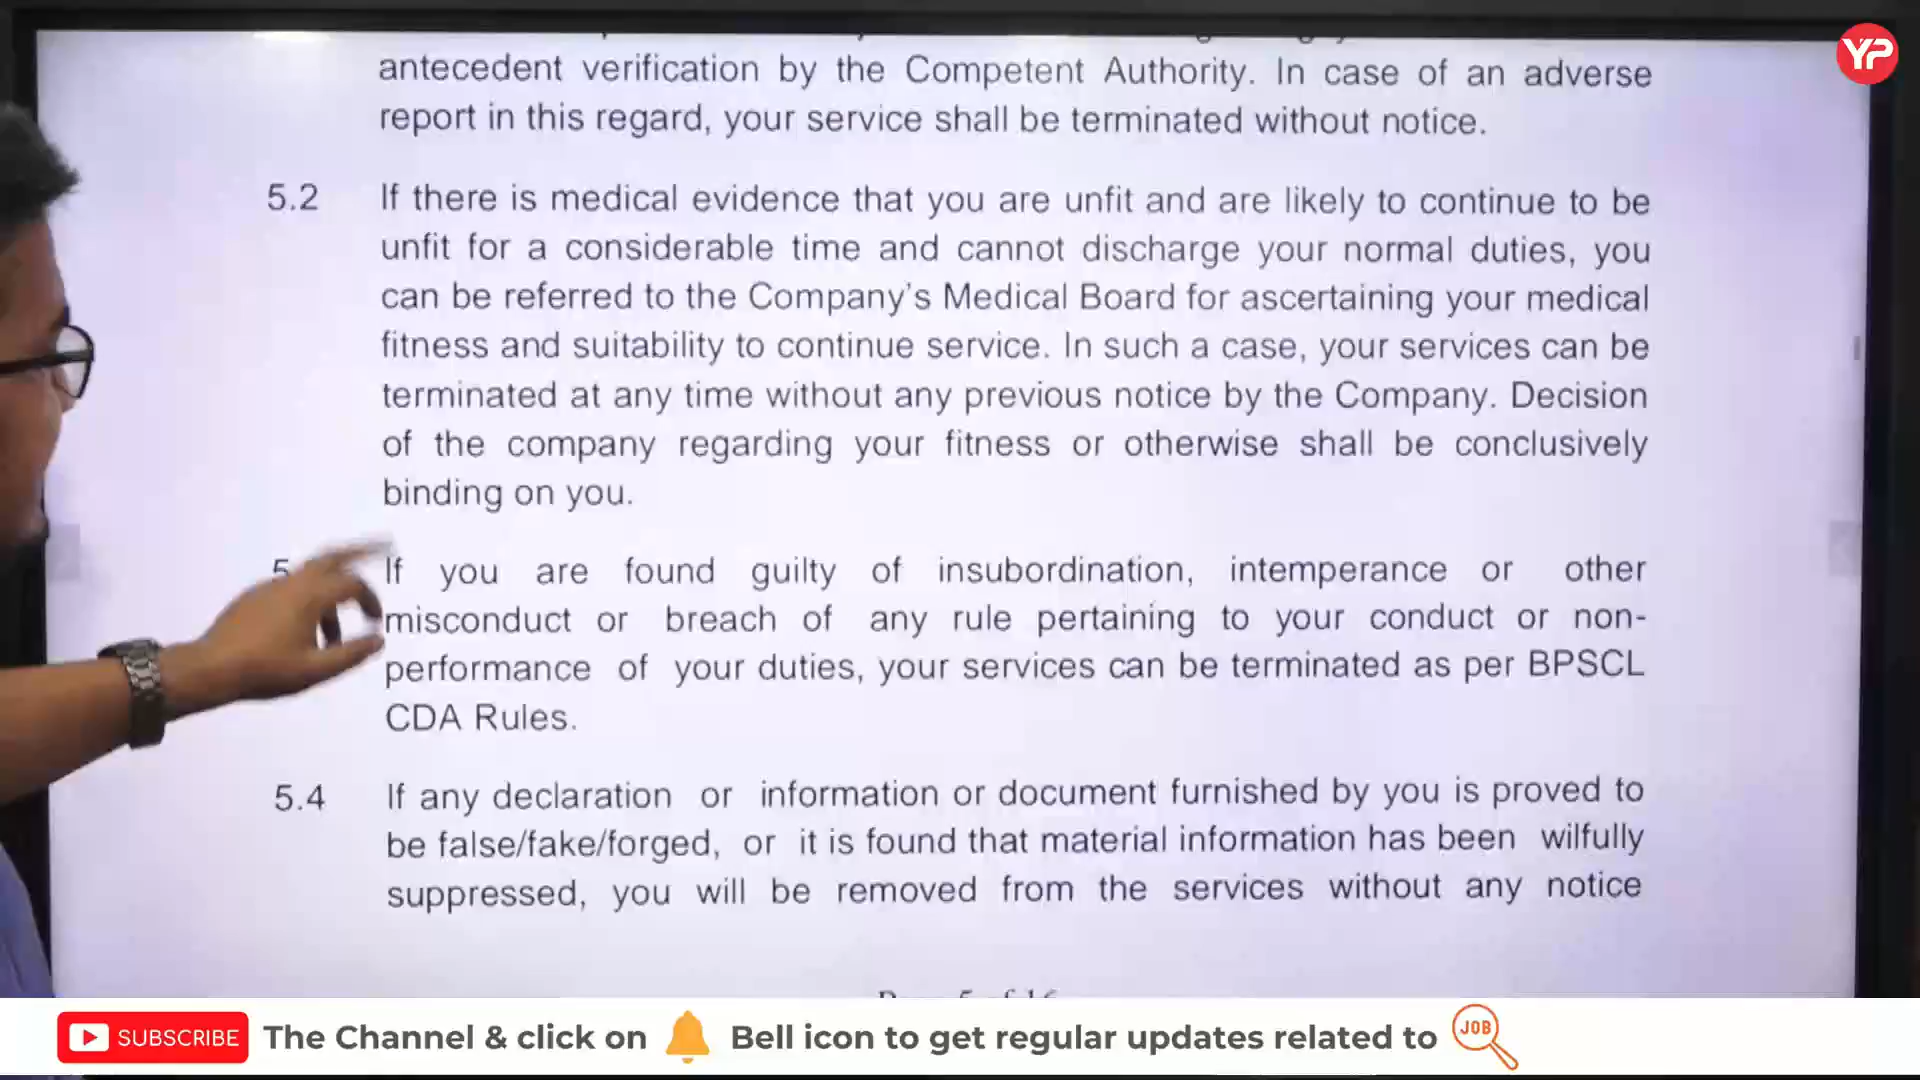 YP
antecedent verification by the Competent Authority. In case of an adverse
report in this regard, your service shall be terminated without notice.
5.2 If there is medical evidence that you are unfit and are likely to continue to be
unfit for a considerable time and cannot discharge your normal duties, you
can be referred to the Company's Medical Board for ascertaining your medical
fitness and suitability to continue service. In such a case, your services can be
terminated at any time without any previous notice by the Company. Decision
of the company regarding your fitness or otherwise shall be conclusively
binding on you.
5 If you are found guilty of insubordination, intemperance or other
misconduct or breach of any rule pertaining to your conduct or non-
performance of your duties, your services can be terminated as per BPSCL
CDA Rules.
5.4 If any declaration or information or document furnished by you is proved to
be false/fake/forged, or it is found that material information has been wilfully
suppressed, you will be removed from the services without any notice
SUBSCRIBE The Channel & click on Bell icon to get regular updates related to JOB